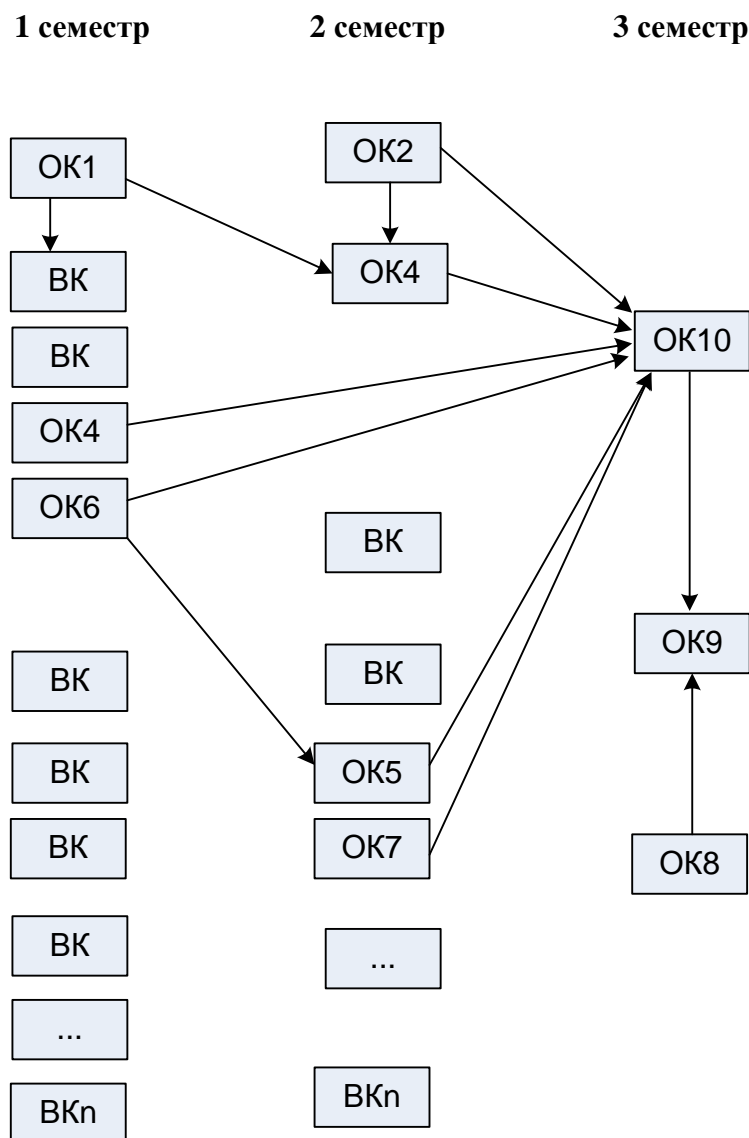 1 семестр
2 семестр
3 семестр
ОК1
ВК
ВК
ОК4
ОК6
ВК
ВК
ВК
ВК
...
ВКn
ОК2
ОК4
ВК
ВК
ОК5
ОК7
...
ВКn
ОК10
ОК9
ОК8